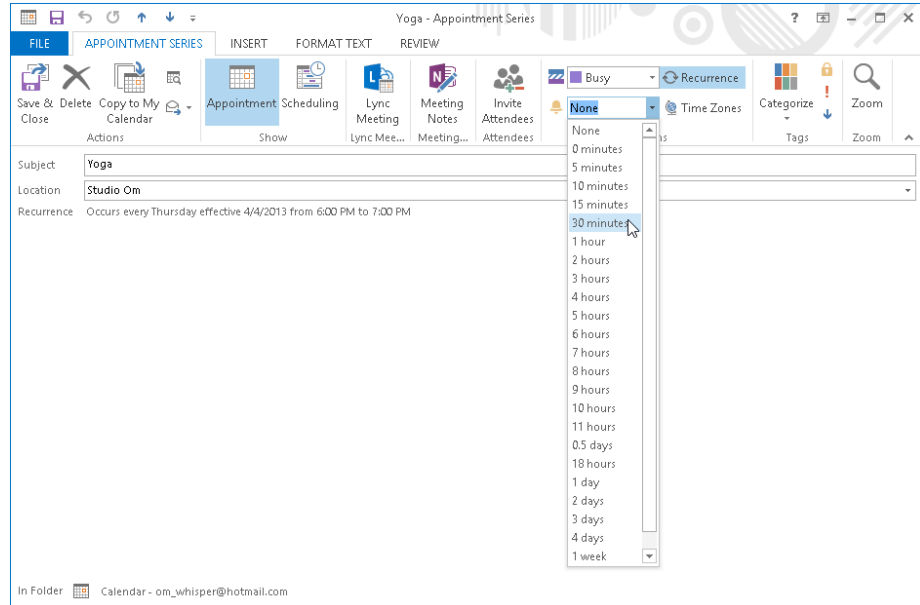 Yoga - Appointment Series
?
FILE APPOINTMENT SERIES INSERT FORMAT TEXT REVIEW
Save & Close
Delete
Copy to My Calendar
Actions
Appointment
Scheduling
Show
Lync Meeting
Lync Mee...
Meeting Notes
Meeting...
Invite Attendees
Attendees
Busy
Recurrence
None
Time Zones
Categorize
Tags
Zoom
Zoom
None
0 minutes
5 minutes
10 minutes
15 minutes
30 minutes
1 hour
2 hours
3 hours
4 hours
5 hours
6 hours
7 hours
8 hours
9 hours
10 hours
11 hours
0.5 days
18 hours
1 day
2 days
3 days
4 days
1 week
Subject Yoga
Location Studio Om
Recurrence Occurs every Thursday effective 4/4/2013 from 6:00 PM to 7:00 PM
In Folder Calendar - om_whisper@hotmail.com